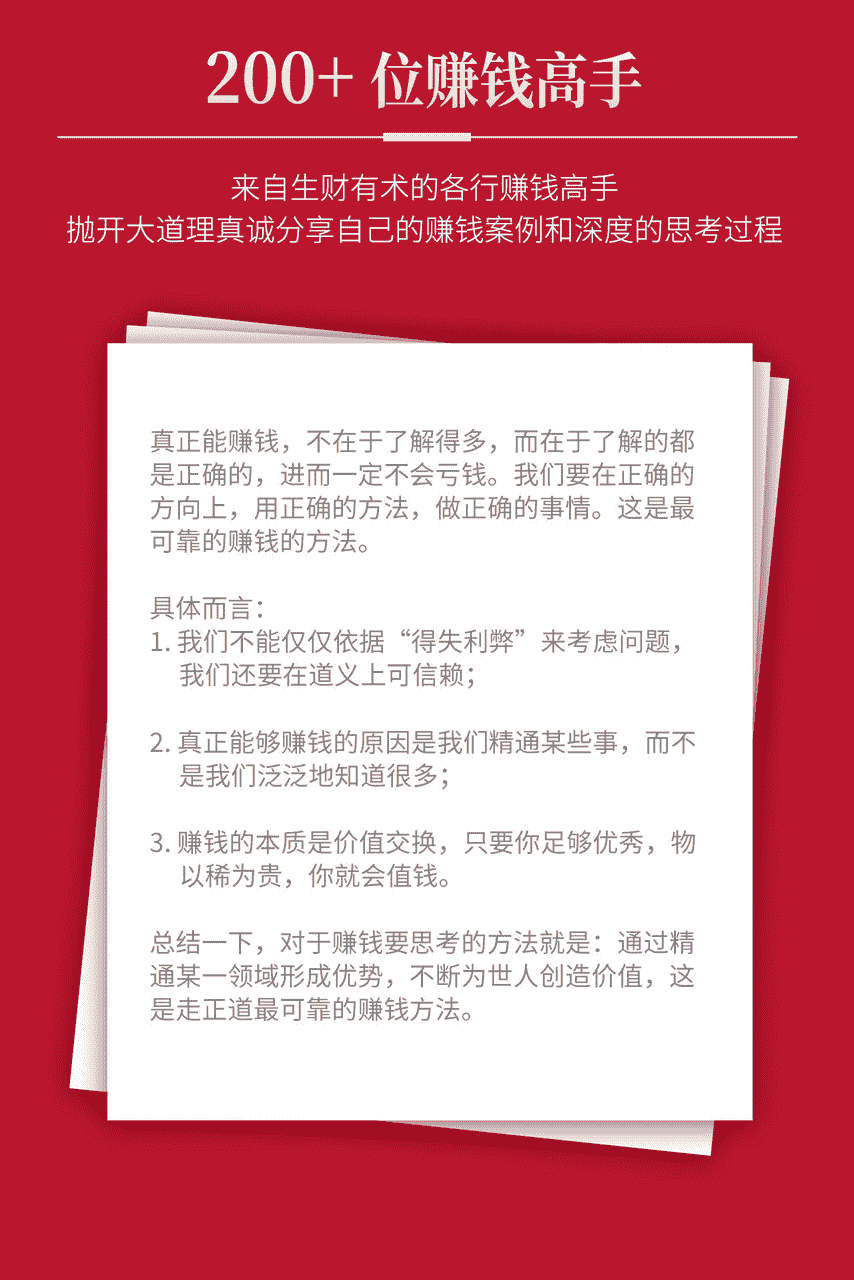 200+ 位赚钱高手
来自生财有术的各行赚钱高手
抛开大道理真诚分享自己的赚钱案例和深度的思考过程
真正能赚钱，不在于了解得多，而在于了解的都
是正确的，进而一定不会亏钱。我们要在正确的
方向上，用正确的方法，做正确的事情。这是最
可靠的赚钱的方法。
具体而言：
1. 我们不能仅仅依据“得失利弊”来考虑问题，
我们还要在道义上可信赖；
2. 真正能够赚钱的原因是我们精通某些事，而不
是我们泛泛地知道很多；
3. 赚钱的本质是价值交换，只要你足够优秀，物
以稀为贵，你就会值钱。
总结一下，对于赚钱要思考的方法就是：通过精
通某一领域形成优势，不断为世人创造价值，这
是走正道最可靠的赚钱方法。